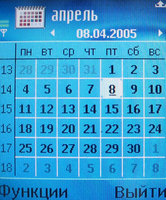 апрель
08.04.2005
пн вт ср чт пт сб вс
13 28 29 30 31 1 2 3
14 4 5 6 7 8 9 10
15 11 12 13 14 15 16 17
16 18 19 20 21 22 23 24
17 25 26 27 28 29 30 1
18 2 3 4 5 6 7 8
Функции Выйти